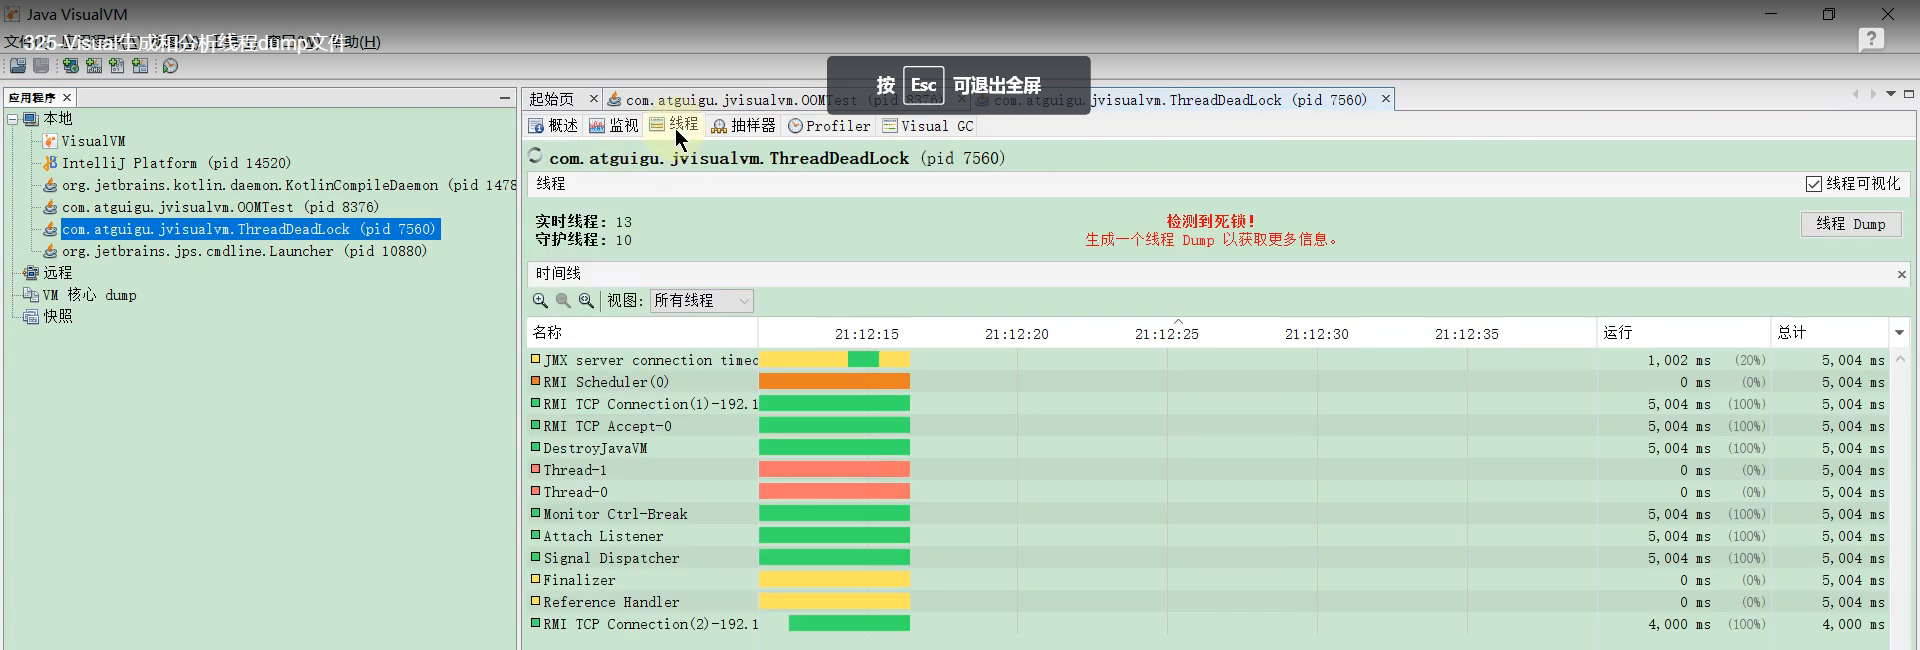 Java VisualVM
325-Visual生成和分析线程dump文件
助(H)
?
按 Esc 可退出全屏
应用程序
本地
VisualVM
IntelliJ Platform (pid 14520)
org.jetbrains.kotlin.daemon.KotlinCompileDaemon (pid 1478
com.atguigu.jvisualvm.OOMTest (pid 8376)
com.atguigu.jvisualvm.ThreadDeadLock (pid 7560)
org.jetbrains.jps.cmdline.Launcher (pid 10880)
远程
VM 核心 dump
快照
起始页 com.atguigu.jvisualvm.OOMTest (pid 8376) com.atguigu.jvisualvm.ThreadDeadLock (pid 7560)
概述 监视 线程 抽样器 Profiler Visual GC
com.atguigu.jvisualvm.ThreadDeadLock (pid 7560)
线程 线程可视化
实时线程: 13
守护线程: 10
检测到死锁!
生成一个线程 Dump 以获取更多信息。
线程 Dump
时间线
视图: 所有线程
名称 21:12:15 21:12:20 21:12:25 21:12:30 21:12:35 运行 总计
JMX server connection timeo 1,002 ms (20%) 5,004 ms
RMI Scheduler(0) 0 ms (0%) 5,004 ms
RMI TCP Connection(1)-192.1 5,004 ms (100%) 5,004 ms
RMI TCP Accept-0 5,004 ms (100%) 5,004 ms
DestroyJavaVM 5,004 ms (100%) 5,004 ms
Thread-1 0 ms (0%) 5,004 ms
Thread-0 0 ms (0%) 5,004 ms
Monitor Ctrl-Break 5,004 ms (100%) 5,004 ms
Attach Listener 5,004 ms (100%) 5,004 ms
Signal Dispatcher 5,004 ms (100%) 5,004 ms
Finalizer 0 ms (0%) 5,004 ms
Reference Handler 0 ms (0%) 5,004 ms
RMI TCP Connection(2)-192.1 4,000 ms (100%) 4,000 ms